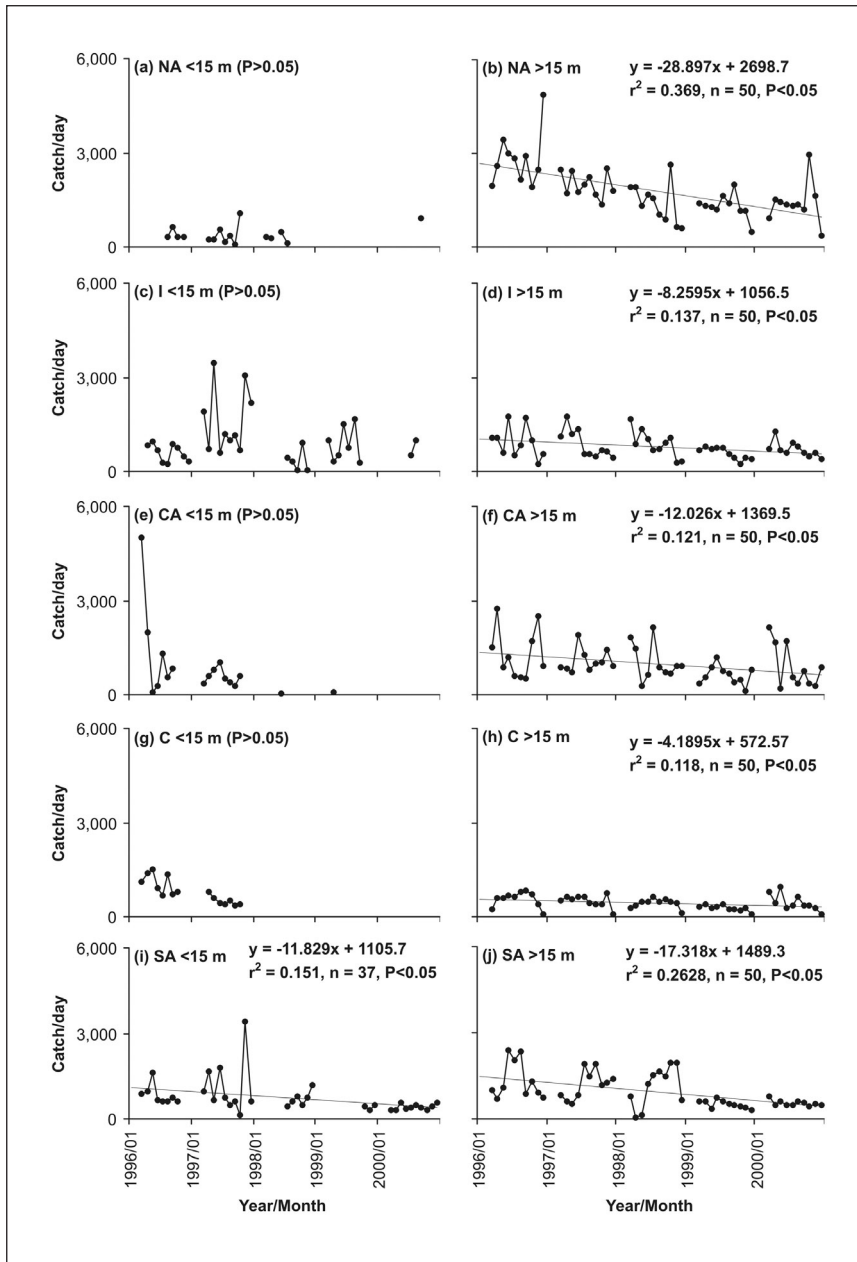 (a) NA <15 m (P>0.05)
6,000
3,000
0
Catch/day
(b) NA >15 m
y = -28.897x + 2698.7
r² = 0.369, n = 50, P<0.05
(c) I <15 m (P>0.05)
6,000
3,000
0
Catch/day
(d) I >15 m
y = -8.2595x + 1056.5
r² = 0.137, n = 50, P<0.05
(e) CA <15 m (P>0.05)
6,000
3,000
0
Catch/day
(f) CA >15 m
y = -12.026x + 1369.5
r² = 0.121, n = 50, P<0.05
(g) C <15 m (P>0.05)
6,000
3,000
0
Catch/day
(h) C >15 m
y = -4.1895x + 572.57
r² = 0.118, n = 50, P<0.05
(i) SA <15 m
y = -11.829x + 1105.7
r² = 0.151, n = 37, P<0.05
6,000
3,000
0
Catch/day
(j) SA >15 m
y = -17.318x + 1489.3
r² = 0.2628, n = 50, P<0.05
1996/01
1997/01
1998/01
1999/01
2000/01
Year/Month
1996/01
1997/01
1998/01
1999/01
2000/01
Year/Month